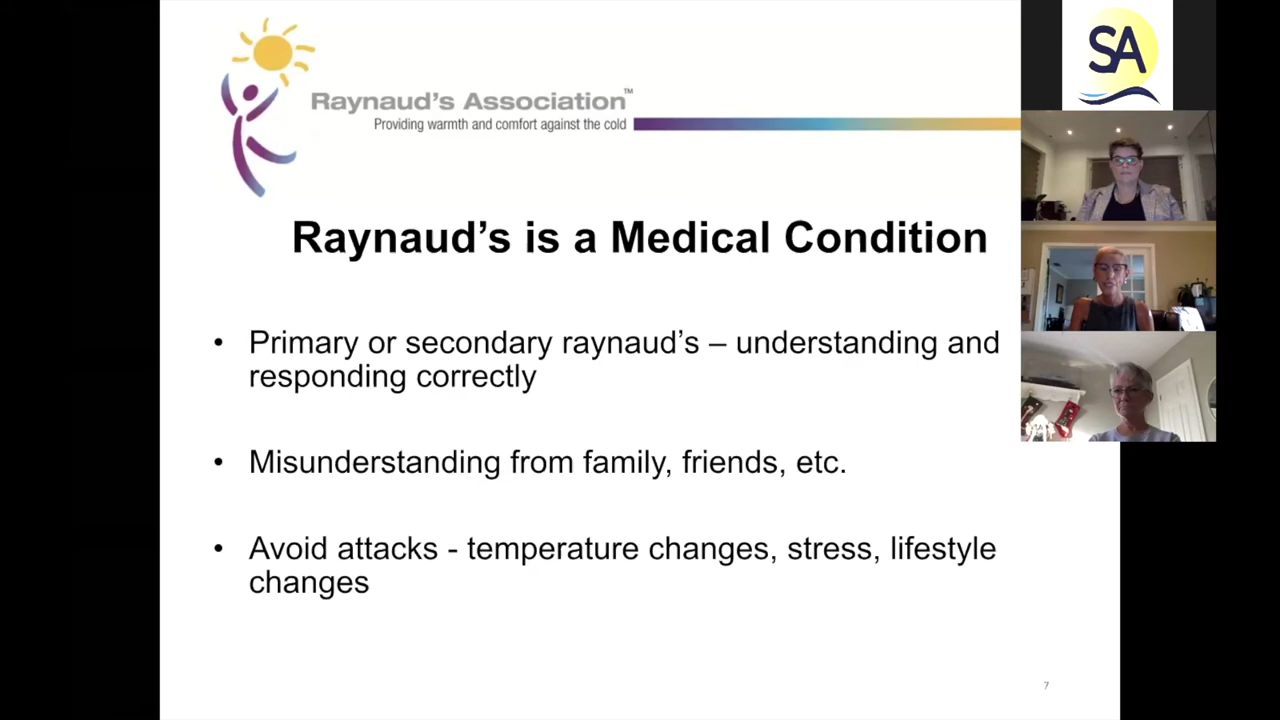 SA
Raynaud's Association™
Providing warmth and comfort against the cold
Raynaud's is a Medical Condition
• Primary or secondary raynaud's – understanding and
responding correctly
• Misunderstanding from family, friends, etc.
• Avoid attacks - temperature changes, stress, lifestyle
changes
7